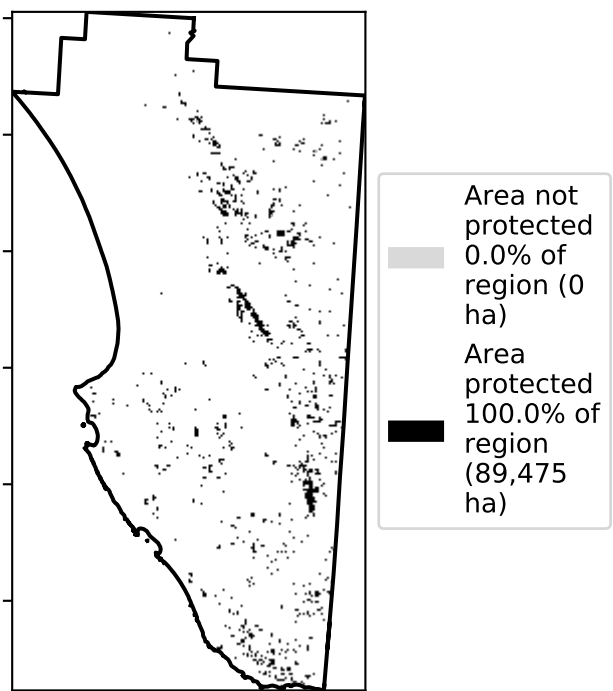 Area not
protected
0.0% of
region (0
ha)
Area
protected
100.0% of
region
(89,475
ha)